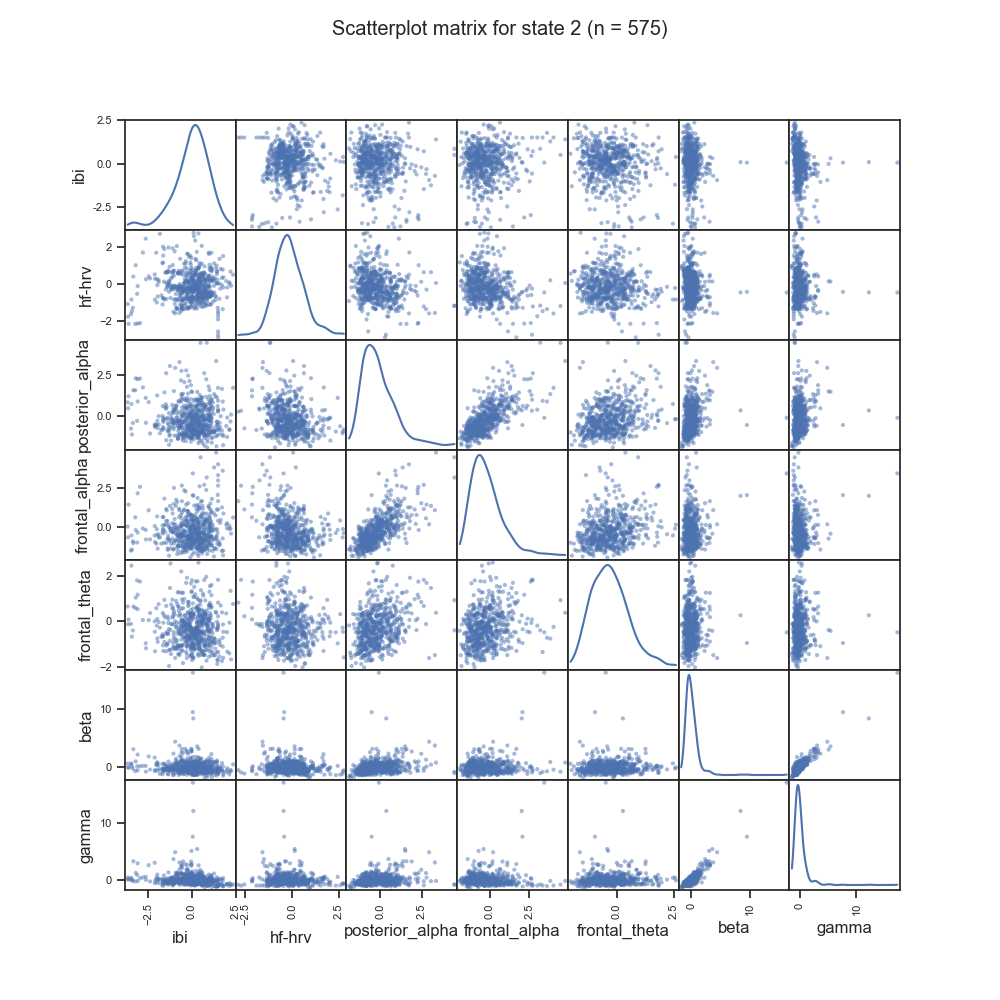 Scatterplot matrix for state 2 (n = 575)
2.5
0.0
−2.5
ibi
2
0
−2
hf-hrv
2.5
0.0
posterior_alpha
2.5
0.0
frontal_alpha
2
0
−2
frontal_theta
10
0
beta
10
0
gamma
−2.5 0.0 2.5 0.0 2.5 0.0 2.5 0.0 2.5 0.0 2.5 0 10 0 10
ibi hf-hrv posterior_alpha frontal_alpha frontal_theta beta gamma